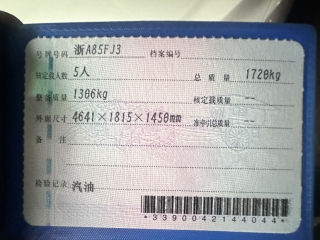 号牌号码 浙A85FJ3 档案编号
核定载人数 5人 总质量 1720kg
整备质量 1306kg 核定载质量 --
外廓尺寸 4641×1815×1450mm 准牵引总质量 --
备注
检验记录 汽油
*3390042144044*